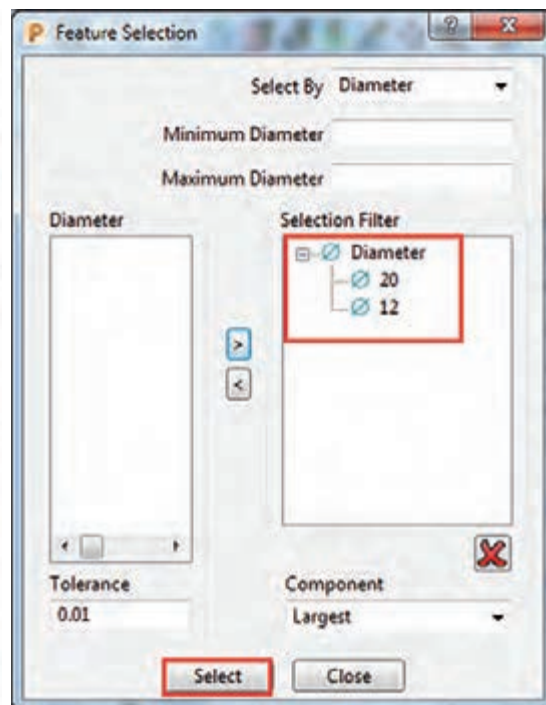 Feature Selection
Select By Diameter
Minimum Diameter
Maximum Diameter
Diameter
Selection Filter
Diameter
20
12
>
<
Tolerance
Component
0.01
Largest
Select
Close